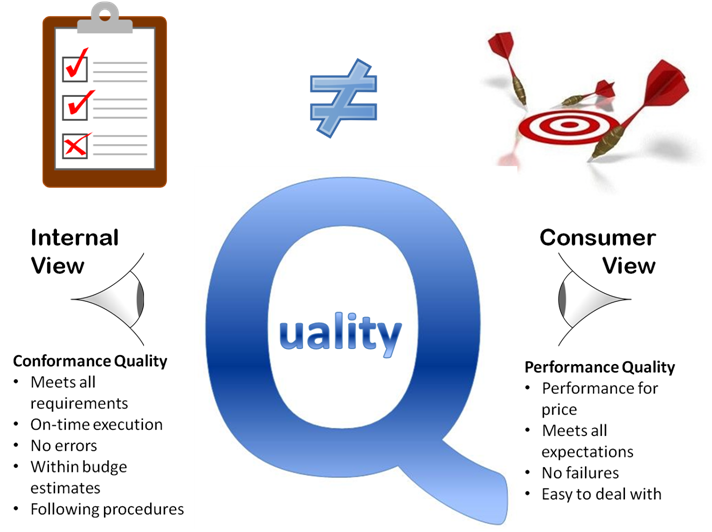 ≠
Internal
View
Consumer
View
Quality
Conformance Quality
• Meets all
requirements
• On-time execution
• No errors
• Within budge
estimates
• Following procedures
Performance Quality
• Performance for
price
• Meets all
expectations
• No failures
• Easy to deal with